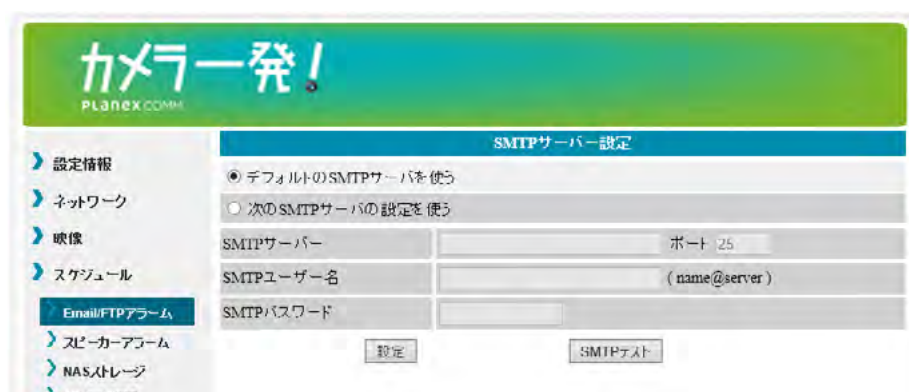 カメラ一発!
PLANEX COMM
設定情報
ネットワーク
映像
スケジュール
Email/FTPアラーム
スピーカーアラーム
NASストレージ
SMTPサーバー設定
デフォルトのSMTPサーバを使う
次のSMTPサーバの設定を使う
SMTPサーバー ポート 25
SMTPユーザー名 ( name@server )
SMTPパスワード
設定 SMTPテスト